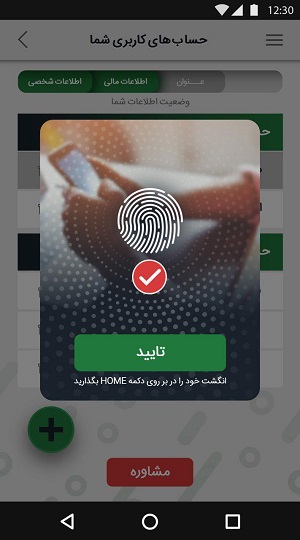 12:30
حساب‌های کاربری شما
اطلاعات شخصی
اطلاعات مالی
عـــنوان
وضعیت اطلاعات شما
تایید
انگشت خود را در بر روی دکمه HOME بگذارید
مشاوره